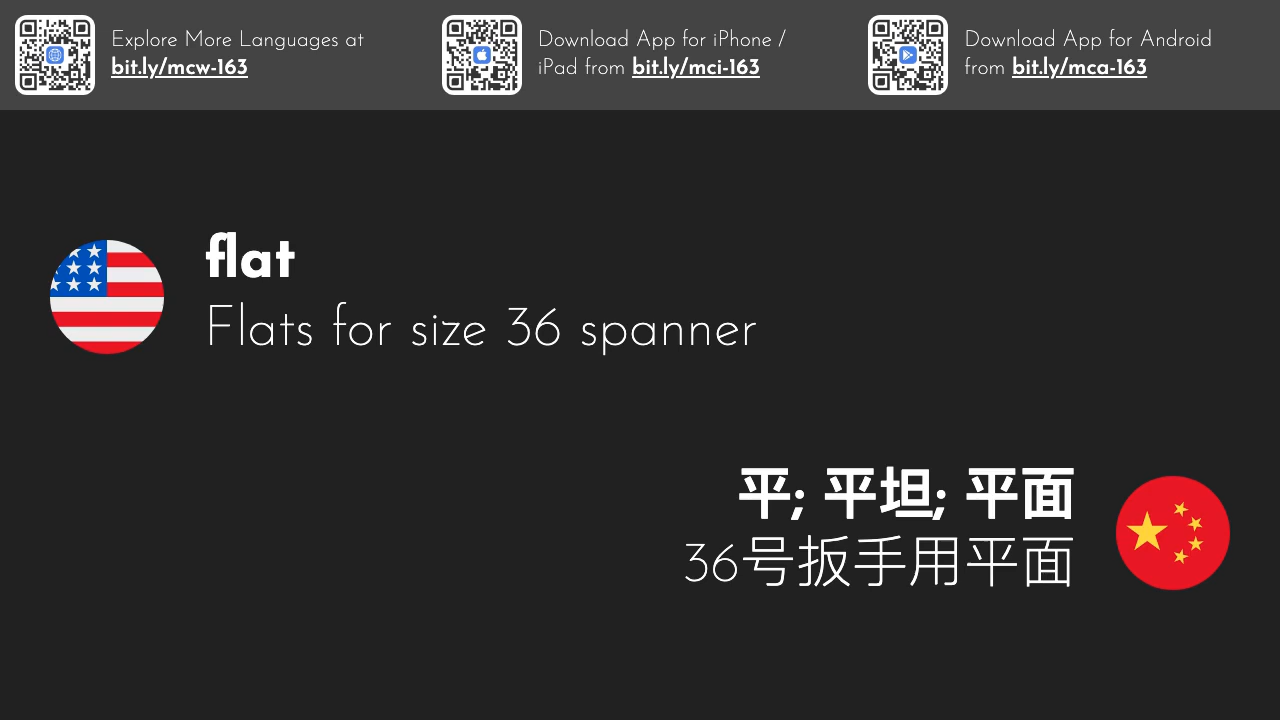 Explore More Languages at
bit.ly/mcw-163
Download App for iPhone /
iPad from bit.ly/mci-163
Download App for Android
from bit.ly/mca-163
flat
Flats for size 36 spanner
平; 平坦; 平面
36号扳手用平面